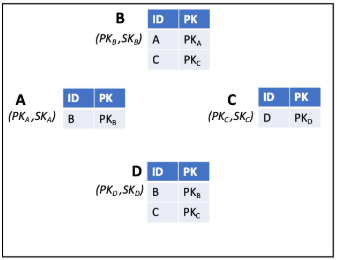 B
ID PK
(PK_B,SK_B) A PK_A
C PK_C
A
ID PK
(PK_A,SK_A) B PK_B
C
ID PK
(PK_C,SK_C) D PK_D
D
ID PK
(PK_D,SK_D) B PK_B
C PK_C